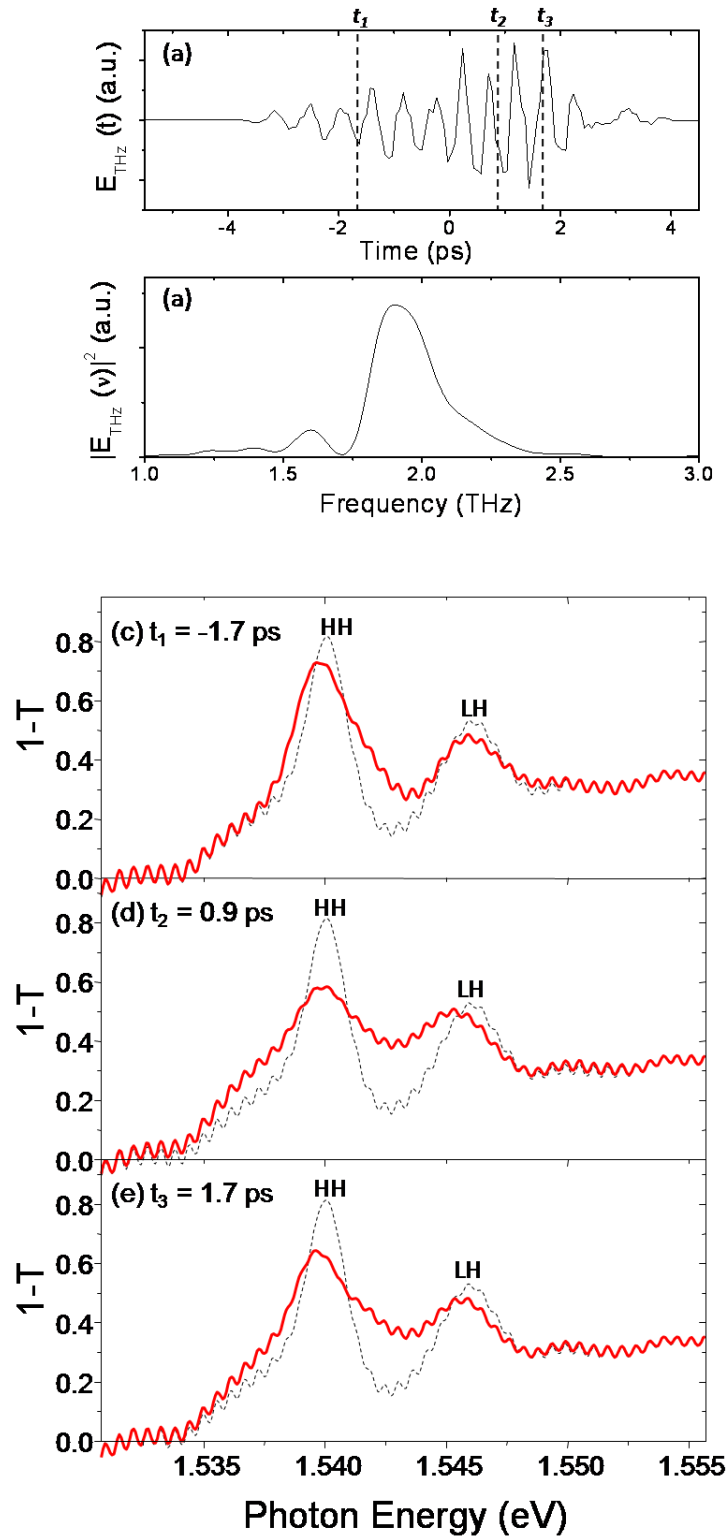 t1 t2 t3
(a)
E_THz (t) (a.u.)
-4 -2 0 2 4
Time (ps)
(a)
|E_THz (ν)|² (a.u.)
1.0 1.5 2.0 2.5 3.0
Frequency (THz)
(c) t1 = -1.7 ps
HH
LH
1-T
0.8
0.6
0.4
0.2
0.0
(d) t2 = 0.9 ps
HH
LH
1-T
0.8
0.6
0.4
0.2
0.0
(e) t3 = 1.7 ps
HH
LH
1-T
0.8
0.6
0.4
0.2
0.0
1.535 1.540 1.545 1.550 1.555
Photon Energy (eV)